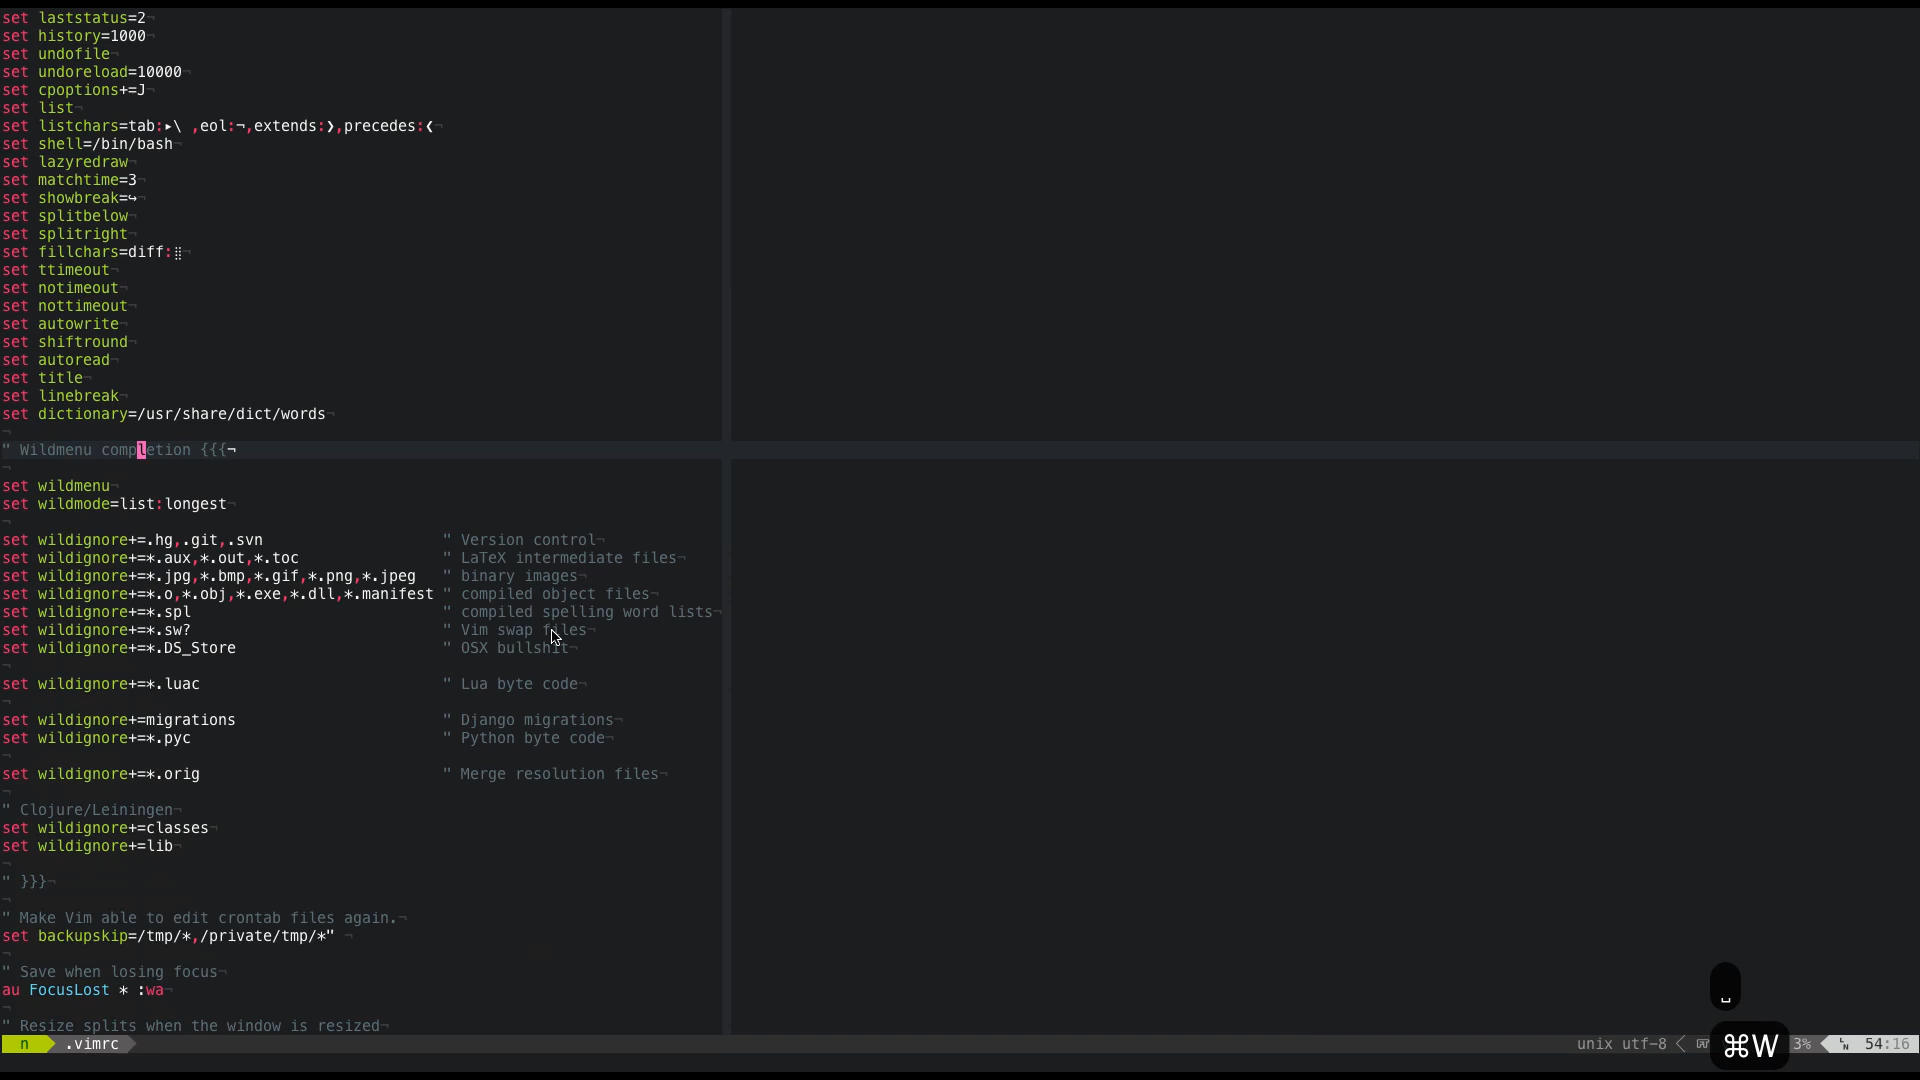 set laststatus=2¬
set history=1000¬
set undofile¬
set undoreload=10000¬
set cpoptions+=J¬
set list¬
set listchars=tab:▸\ ,eol:¬,extends:❯,precedes:❮¬
set shell=/bin/bash¬
set lazyredraw¬
set matchtime=3¬
set showbreak=↪¬
set splitbelow¬
set splitright¬
set fillchars=diff:⣿¬
set ttimeout¬
set notimeout¬
set nottimeout¬
set autowrite¬
set shiftround¬
set autoread¬
set title¬
set linebreak¬
set dictionary=/usr/share/dict/words¬
¬
" Wildmenu completion {{{¬
¬
set wildmenu¬
set wildmode=list:longest¬
¬
set wildignore+=.hg,.git,.svn                    " Version control¬
set wildignore+=*.aux,*.out,*.toc                " LaTeX intermediate files¬
set wildignore+=*.jpg,*.bmp,*.gif,*.png,*.jpeg   " binary images¬
set wildignore+=*.o,*.obj,*.exe,*.dll,*.manifest " compiled object files¬
set wildignore+=*.spl                            " compiled spelling word lists¬
set wildignore+=*.sw?                            " Vim swap files¬
set wildignore+=*.DS_Store                       " OSX bullshit¬
¬
set wildignore+=*.luac                           " Lua byte code¬
¬
set wildignore+=migrations                       " Django migrations¬
set wildignore+=*.pyc                            " Python byte code¬
¬
set wildignore+=*.orig                           " Merge resolution files¬
¬
" Clojure/Leiningen¬
set wildignore+=classes¬
set wildignore+=lib¬
¬
" }}}¬
¬
" Make Vim able to edit crontab files again.¬
set backupskip=/tmp/*,/private/tmp/*" ¬
¬
" Save when losing focus¬
au FocusLost * :wa¬
¬
" Resize splits when the window is resized¬
␣
n .vimrc unix utf-8 ⌘W 3% LN 54:16